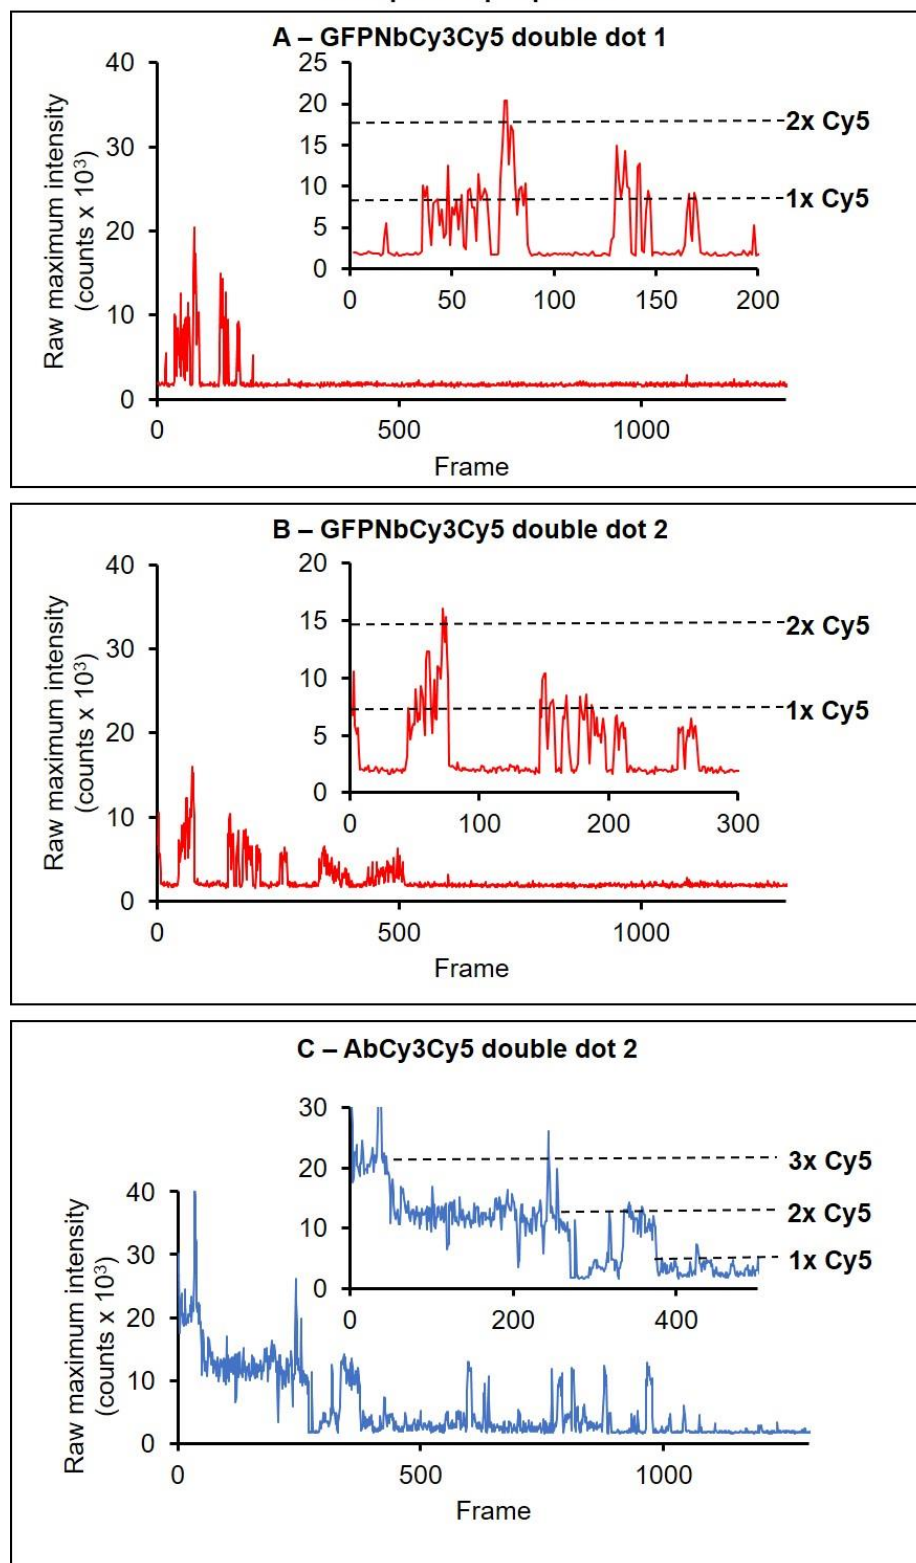 A – GFPNbCy3Cy5 double dot 1
Raw maximum intensity
(counts x 10³)
40
30
20
10
0
0 500 1000
Frame
25
20
15
10
5
0
0 50 100 150 200
2x Cy5
1x Cy5
B – GFPNbCy3Cy5 double dot 2
Raw maximum intensity
(counts x 10³)
40
30
20
10
0
0 500 1000
Frame
20
15
10
5
0
0 100 200 300
2x Cy5
1x Cy5
C – AbCy3Cy5 double dot 2
Raw maximum intensity
(counts x 10³)
40
30
20
10
0
0 500 1000
Frame
30
20
10
0
0 200 400
3x Cy5
2x Cy5
1x Cy5